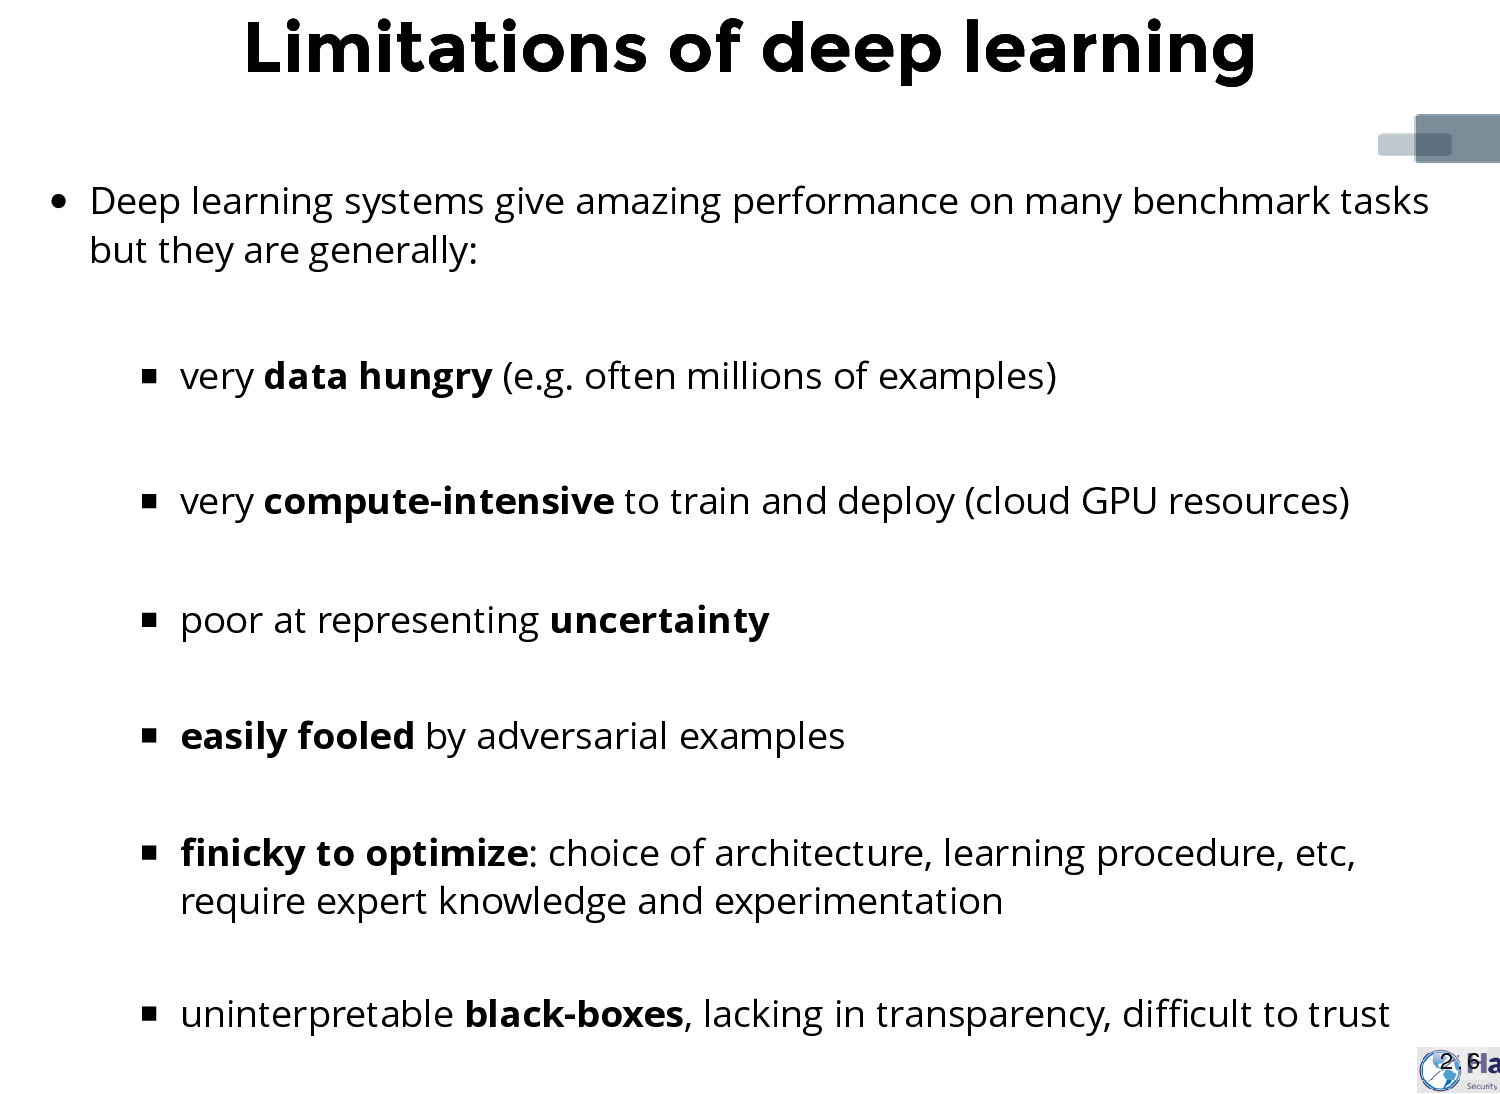 Limitations of deep learning
• Deep learning systems give amazing performance on many benchmark tasks
but they are generally:
▪ very data hungry (e.g. often millions of examples)
▪ very compute-intensive to train and deploy (cloud GPU resources)
▪ poor at representing uncertainty
▪ easily fooled by adversarial examples
▪ finicky to optimize: choice of architecture, learning procedure, etc,
require expert knowledge and experimentation
▪ uninterpretable black-boxes, lacking in transparency, difficult to trust
2.6
Security